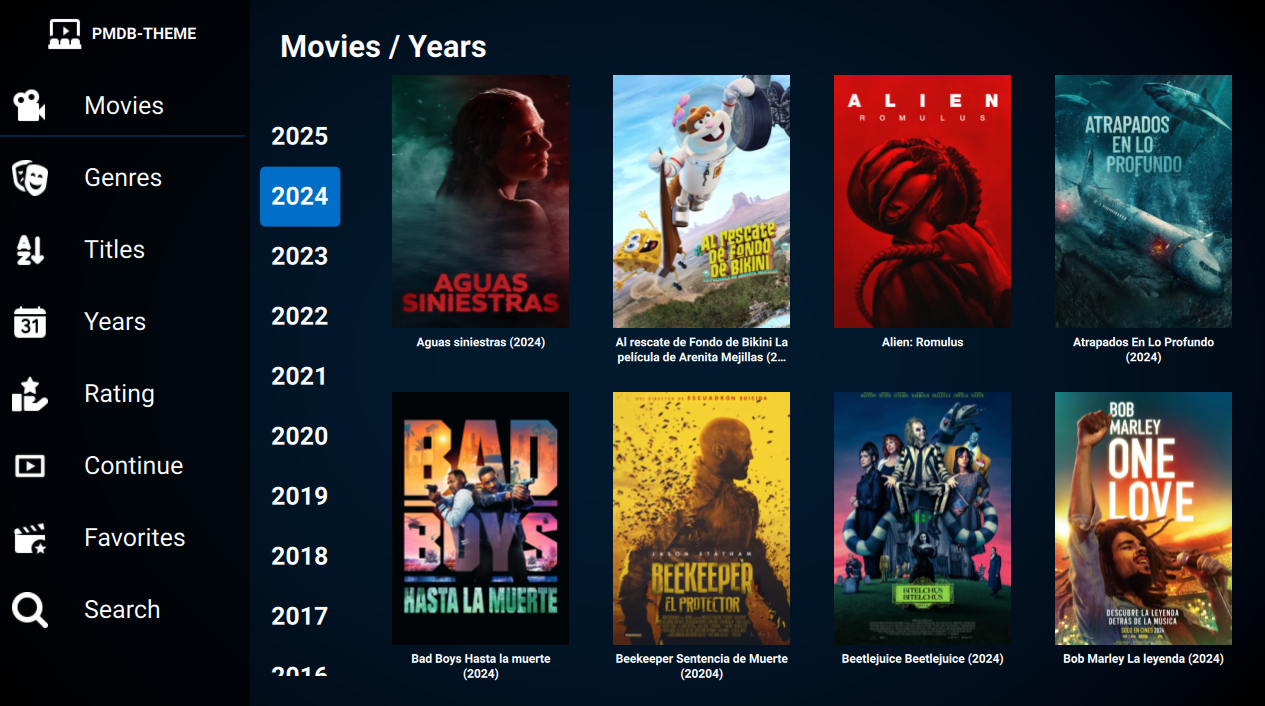 PMDB-THEME
Movies
Genres
Titles
31
Years
Rating
Continue
Favorites
Search
Movies / Years
2025
2024
2023
2022
2021
2020
2019
2018
2017
2016
AGUAS
SINIESTRAS
Aguas siniestras (2024)
AL RESCATE
DE FONDO
DE BIKINI
Al rescate de Fondo de Bikini La
película de Arenita Mejillas (2...
ALIEN
ROMULUS
Alien: Romulus
ATRAPADOS
EN LO
PROFUNDO
Atrapados En Lo Profundo
(2024)
BAD
BOYS
HASTA LA MUERTE
Bad Boys Hasta la muerte
(2024)
DEL DIRECTOR DE ESCUADRÓN SUICIDA
JASON STATHAM
BEEKEEPER
EL PROTECTOR
Beekeeper Sentencia de Muerte
(20204)
BITELCHUS
BITELCHUS
Beetlejuice Beetlejuice (2024)
BOB
MARLEY
ONE
LOVE
DESCUBRE LA LEYENDA
DETRÁS DE LA MÚSICA
SOLO EN CINES 2024
Bob Marley La leyenda (2024)